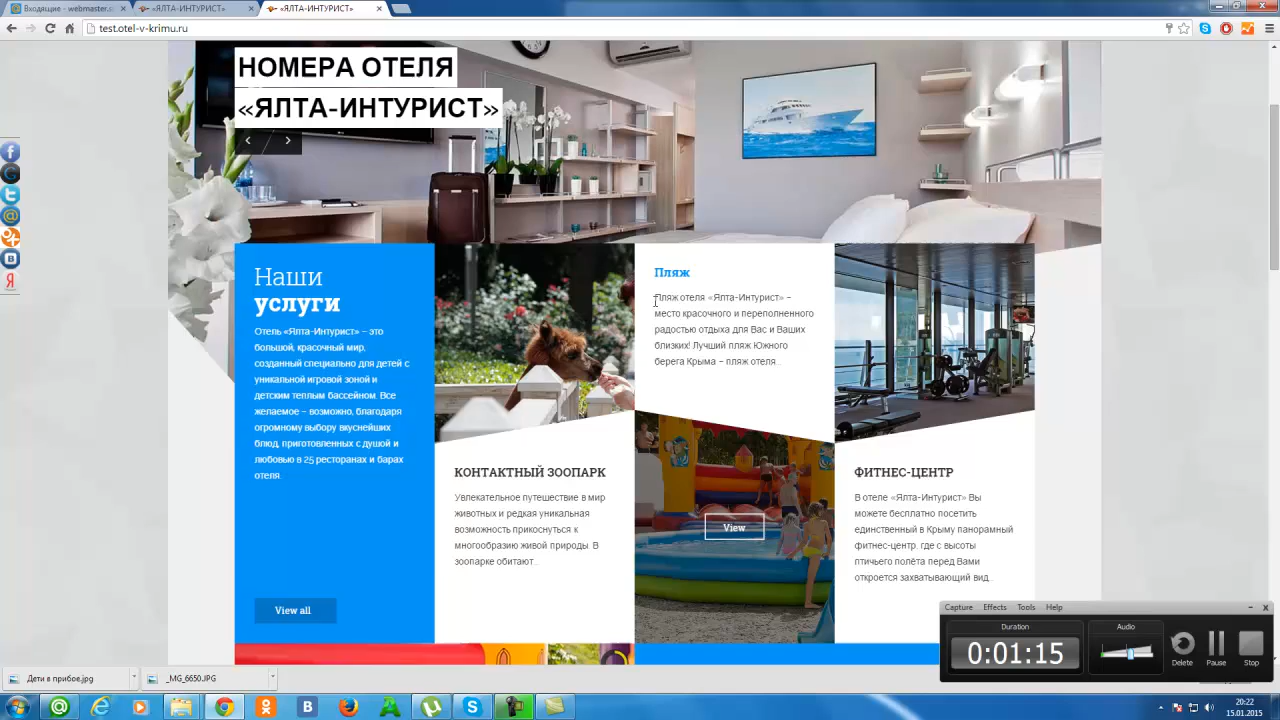 Входящие - webmaster.s
«ЯЛТА-ИНТУРИСТ»
«ЯЛТА-ИНТУРИСТ»
test.otel-v-krimu.ru
НОМЕРА ОТЕЛЯ
«ЯЛТА-ИНТУРИСТ»
Наши
услуги
Отель «Ялта-Интурист» – это
большой, красочный мир,
созданный специально для детей с
уникальной игровой зоной и
детским теплым бассейном. Все
желаемое – возможно, благодаря
огромному выбору вкуснейших
блюд, приготовленных с душой и
любовью в 25 ресторанах и барах
отеля.
View all
КОНТАКТНЫЙ ЗООПАРК
Увлекательное путешествие в мир
животных и редкая уникальная
возможность прикоснуться к
многообразию живой природы. В
зоопарке обитают...
Пляж
Пляж отеля «Ялта-Интурист» –
место красочного и переполненного
радостью отдыха для Вас и Ваших
близких! Лучший пляж Южного
берега Крыма – пляж отеля...
View
ФИТНЕС-ЦЕНТР
В отеле «Ялта-Интурист» Вы
можете бесплатно посетить
единственный в Крыму панорамный
фитнес-центр, где с высоты
птичьего полёта перед Вами
откроется захватывающий вид...
Capture Effects Tools Help
Duration
Audio
0:01:15
Delete Pause Stop
Дети в прибое.jpg
_MG_6650.JPG
20:22
15.01.2015